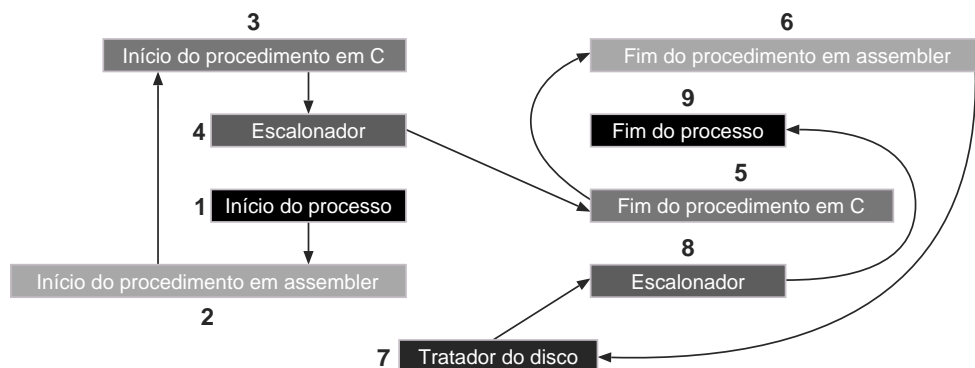 3
Início do procedimento em C
4
Escalonador
1
Início do processo
Início do procedimento em assembler
2
6
Fim do procedimento em assembler
9
Fim do processo
5
Fim do procedimento em C
8
Escalonador
7
Tratador do disco